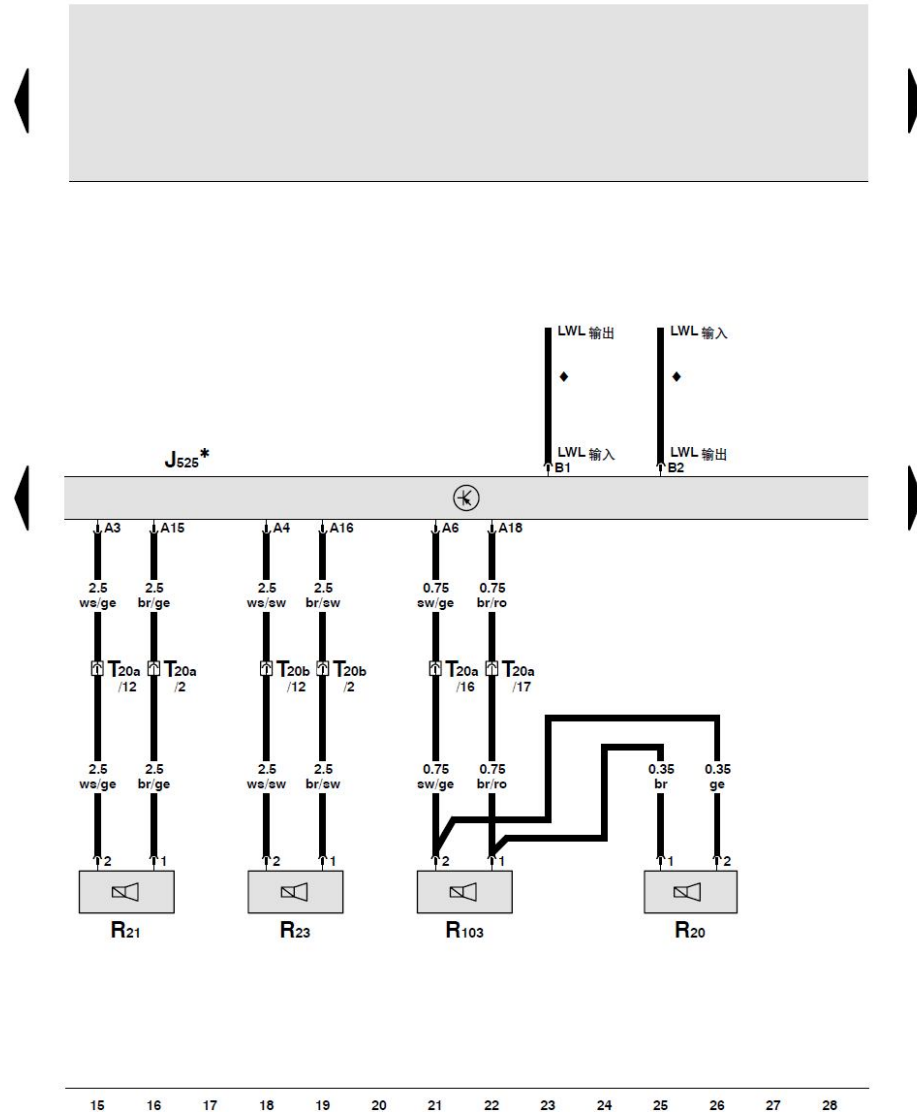 LWL 输出 LWL 输入
♦ ♦
J525* LWL 输入 LWL 输出
B1 B2
A3 A15 A4 A16 A6 A18
2.5 2.5 2.5 2.5 0.75 0.75
ws/ge br/ge ws/sw br/sw sw/ge br/ro
T20a T20a T20b T20b T20a T20a
/12 /2 /12 /2 /16 /17
2.5 2.5 2.5 2.5 0.75 0.75 0.35 0.35
ws/ge br/ge ws/sw br/sw sw/ge br/ro br ge
2 1 2 1 2 1 1 2
R21 R23 R103 R20
15 16 17 18 19 20 21 22 23 24 25 26 27 28